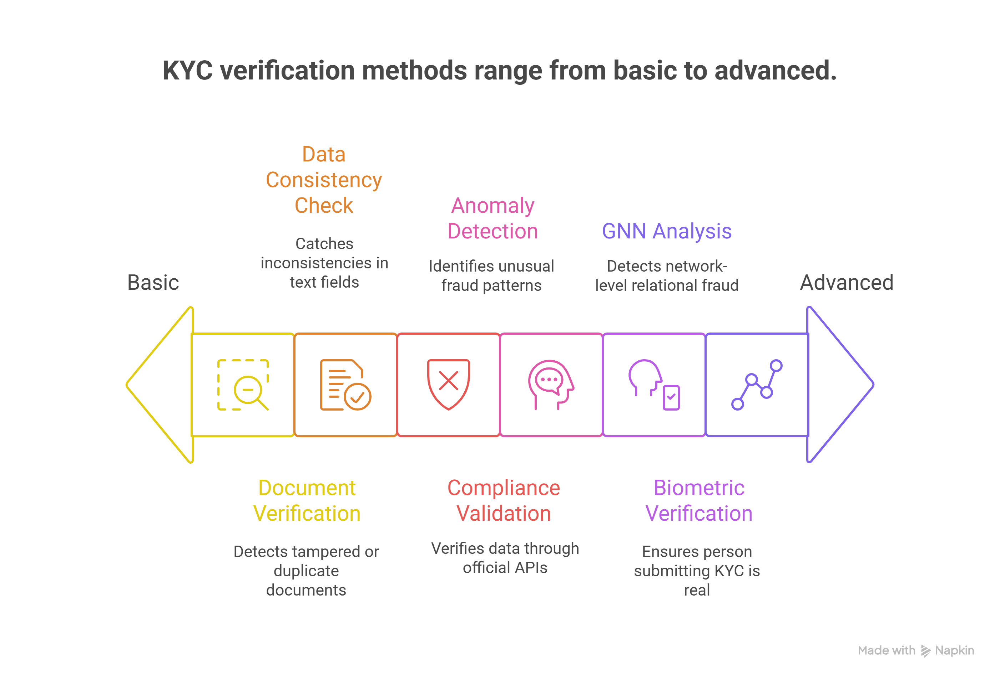 KYC verification methods range from basic to advanced.
Data
Consistency
Check
Catches
inconsistencies in
text fields
Anomaly
Detection
Identifies unusual
fraud patterns
GNN Analysis
Detects network-
level relational fraud
Basic
Advanced
Document
Verification
Detects tampered or
duplicate
documents
Compliance
Validation
Verifies data through
official APIs
Biometric
Verification
Ensures person
submitting KYC is
real
Made with Napkin